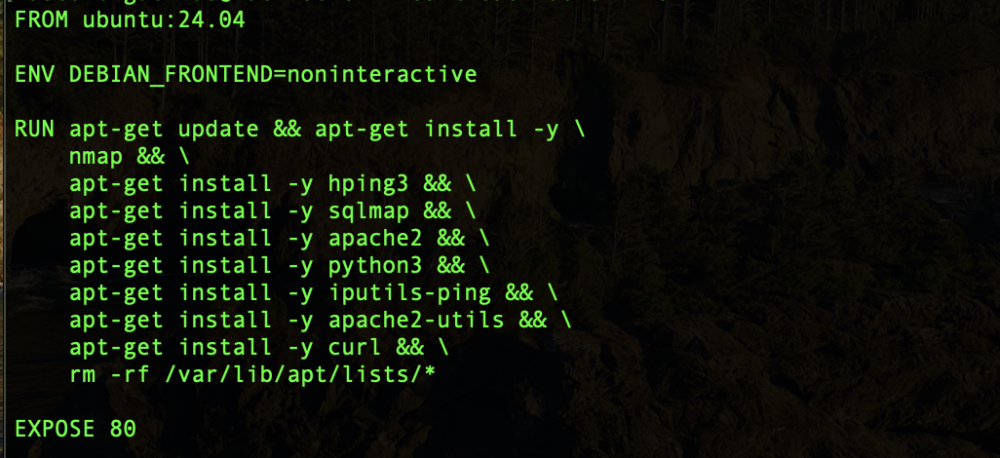 FROM ubuntu:24.04
ENV DEBIAN_FRONTEND=noninteractive
RUN apt-get update && apt-get install -y \
nmap && \
apt-get install -y hping3 && \
apt-get install -y sqlmap && \
apt-get install -y apache2 && \
apt-get install -y python3 && \
apt-get install -y iputils-ping && \
apt-get install -y apache2-utils && \
apt-get install -y curl && \
rm -rf /var/lib/apt/lists/*
EXPOSE 80